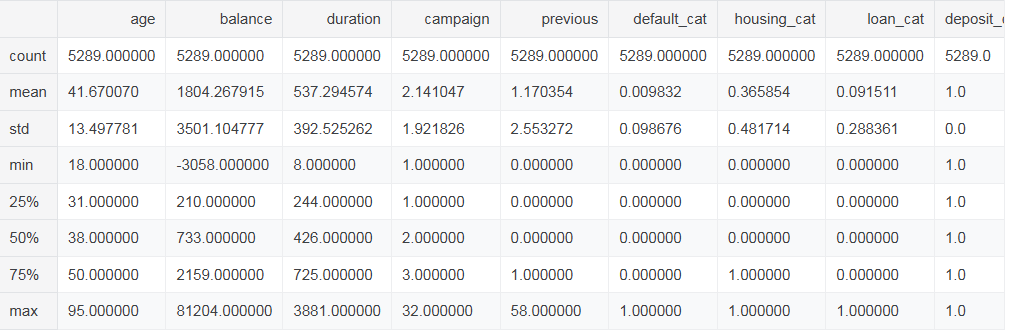 age balance duration campaign previous default_cat housing_cat loan_cat deposit_c
count 5289.000000 5289.000000 5289.000000 5289.000000 5289.000000 5289.000000 5289.000000 5289.000000 5289.0
mean 41.670070 1804.267915 537.294574 2.141047 1.170354 0.009832 0.365854 0.091511 1.0
std 13.497781 3501.104777 392.525262 1.921826 2.553272 0.098676 0.481714 0.288361 0.0
min 18.000000 -3058.000000 8.000000 1.000000 0.000000 0.000000 0.000000 0.000000 1.0
25% 31.000000 210.000000 244.000000 1.000000 0.000000 0.000000 0.000000 0.000000 1.0
50% 38.000000 733.000000 426.000000 2.000000 0.000000 0.000000 0.000000 0.000000 1.0
75% 50.000000 2159.000000 725.000000 3.000000 1.000000 0.000000 1.000000 0.000000 1.0
max 95.000000 81204.000000 3881.000000 32.000000 58.000000 1.000000 1.000000 1.000000 1.0